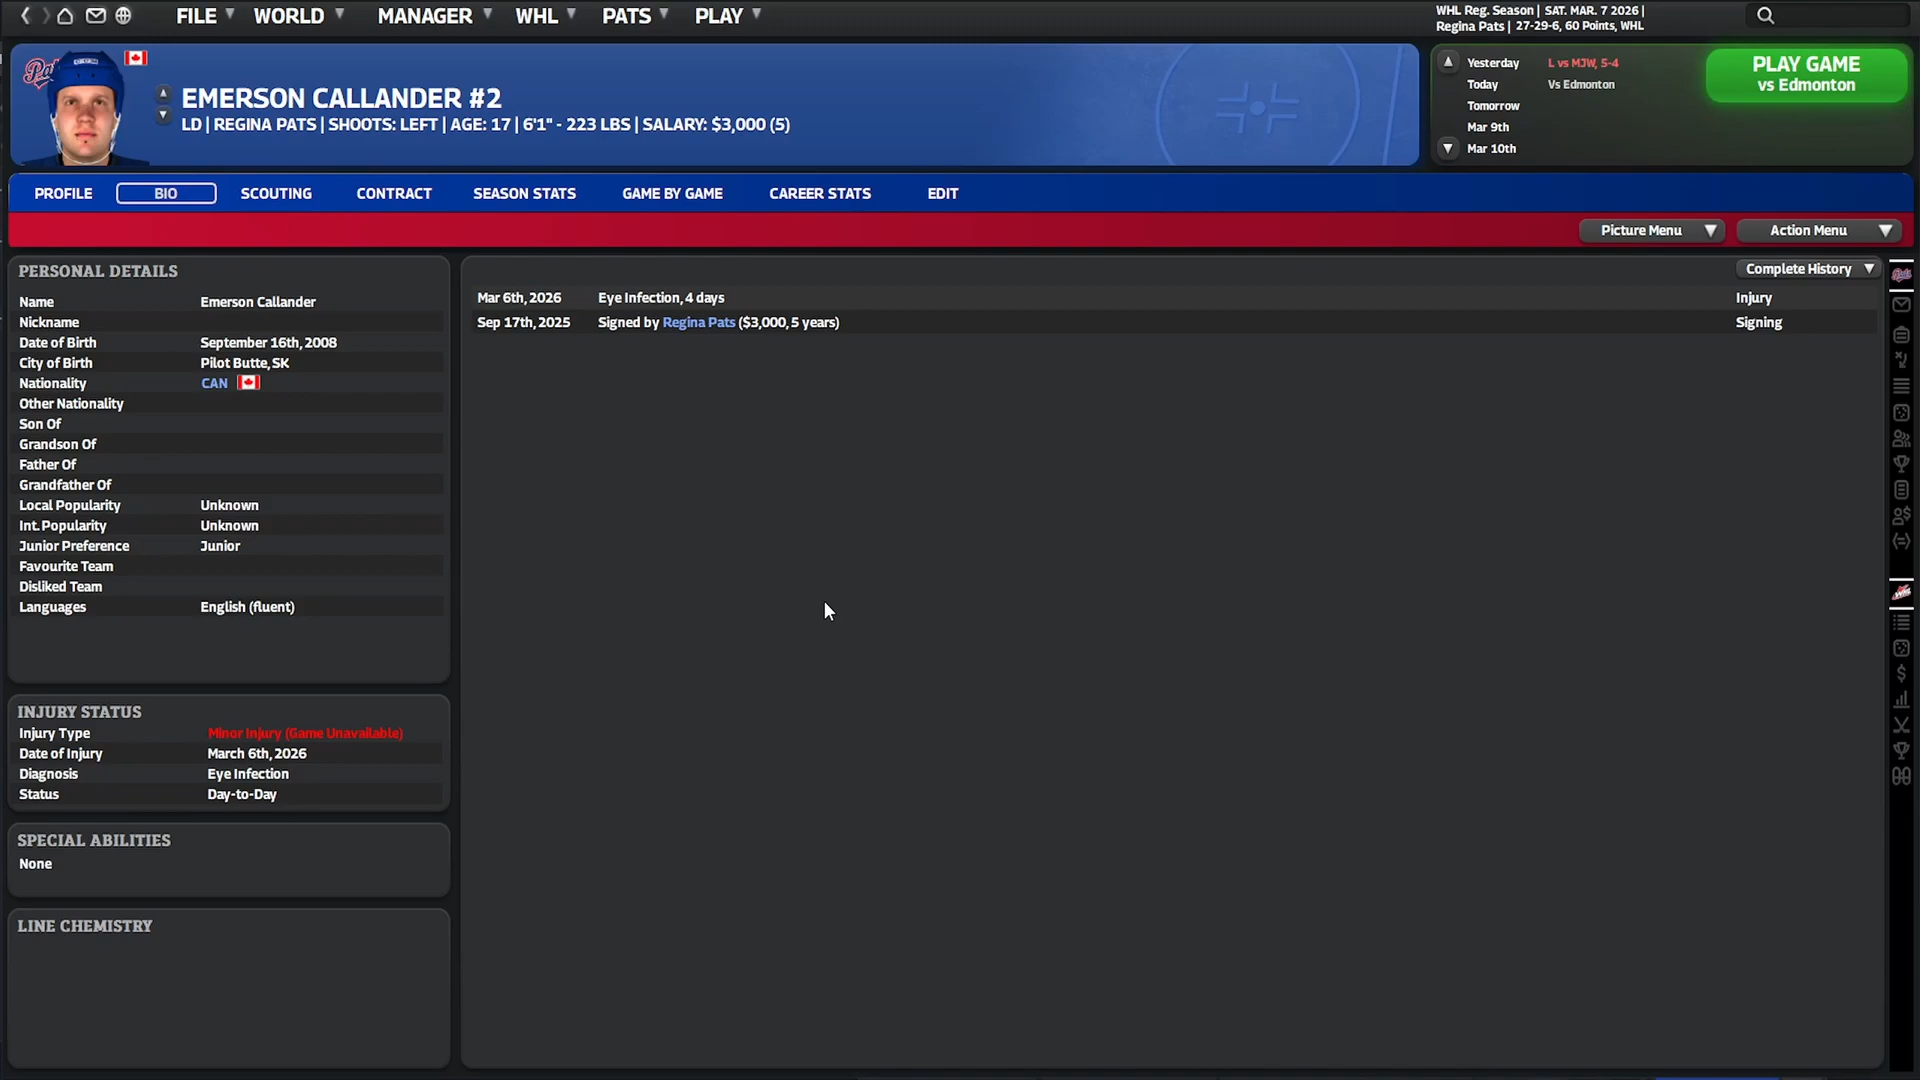 FILE WORLD MANAGER WHL PATS PLAY
WHL Reg. Season | SAT. MAR. 7 2026 |
Regina Pats | 27-29-6, 60 Points, WHL
EMERSON CALLANDER #2
LD | REGINA PATS | SHOOTS: LEFT | AGE: 17 | 6'1" - 223 LBS | SALARY: $3,000 (5)
Yesterday L vs MJW, 5-4
Today Vs Edmonton
Tomorrow
Mar 9th
Mar 10th
PLAY GAME
vs Edmonton
PROFILE BIO SCOUTING CONTRACT SEASON STATS GAME BY GAME CAREER STATS EDIT
Picture Menu Action Menu
PERSONAL DETAILS
Name Emerson Callander
Nickname
Date of Birth September 16th, 2008
City of Birth Pilot Butte, SK
Nationality CAN
Other Nationality
Son Of
Grandson Of
Father Of
Grandfather Of
Local Popularity Unknown
Int. Popularity Unknown
Junior Preference Junior
Favourite Team
Disliked Team
Languages English (fluent)
Complete History
Mar 6th, 2026 Eye Infection, 4 days Injury
Sep 17th, 2025 Signed by Regina Pats ($3,000, 5 years) Signing
INJURY STATUS
Injury Type Minor Injury (Game Unavailable)
Date of Injury March 6th, 2026
Diagnosis Eye Infection
Status Day-to-Day
SPECIAL ABILITIES
None
LINE CHEMISTRY